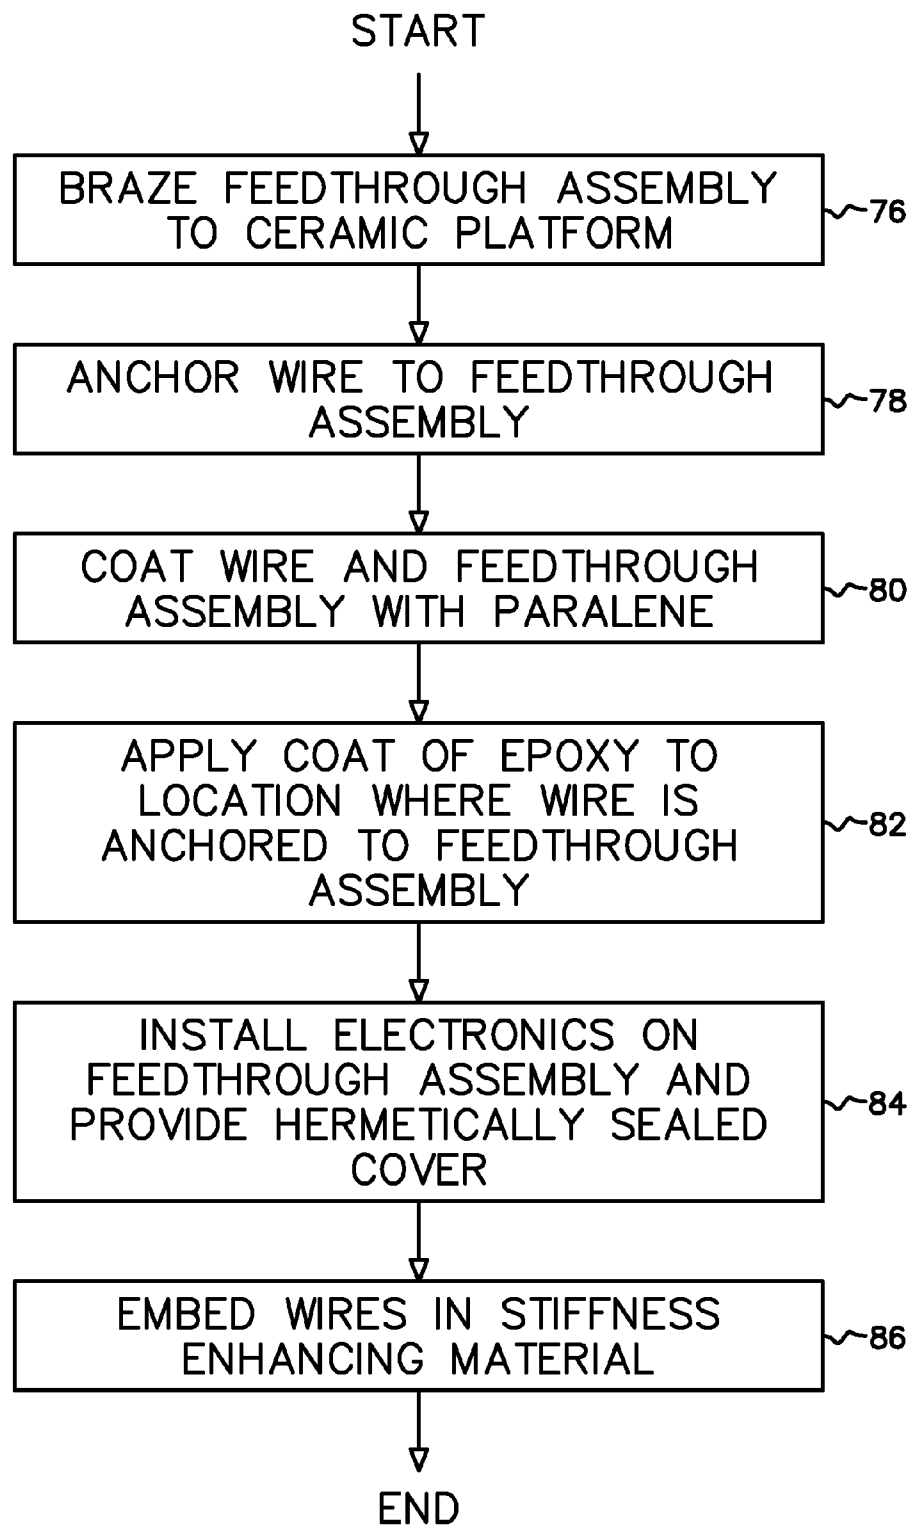 START
BRAZE FEEDTHROUGH ASSEMBLY
TO CERAMIC PLATFORM
76
ANCHOR WIRE TO FEEDTHROUGH
ASSEMBLY
78
COAT WIRE AND FEEDTHROUGH
ASSEMBLY WITH PARALENE
80
APPLY COAT OF EPOXY TO
LOCATION WHERE WIRE IS
ANCHORED TO FEEDTHROUGH
ASSEMBLY
82
INSTALL ELECTRONICS ON
FEEDTHROUGH ASSEMBLY AND
PROVIDE HERMETICALLY SEALED
COVER
84
EMBED WIRES IN STIFFNESS
ENHANCING MATERIAL
86
END